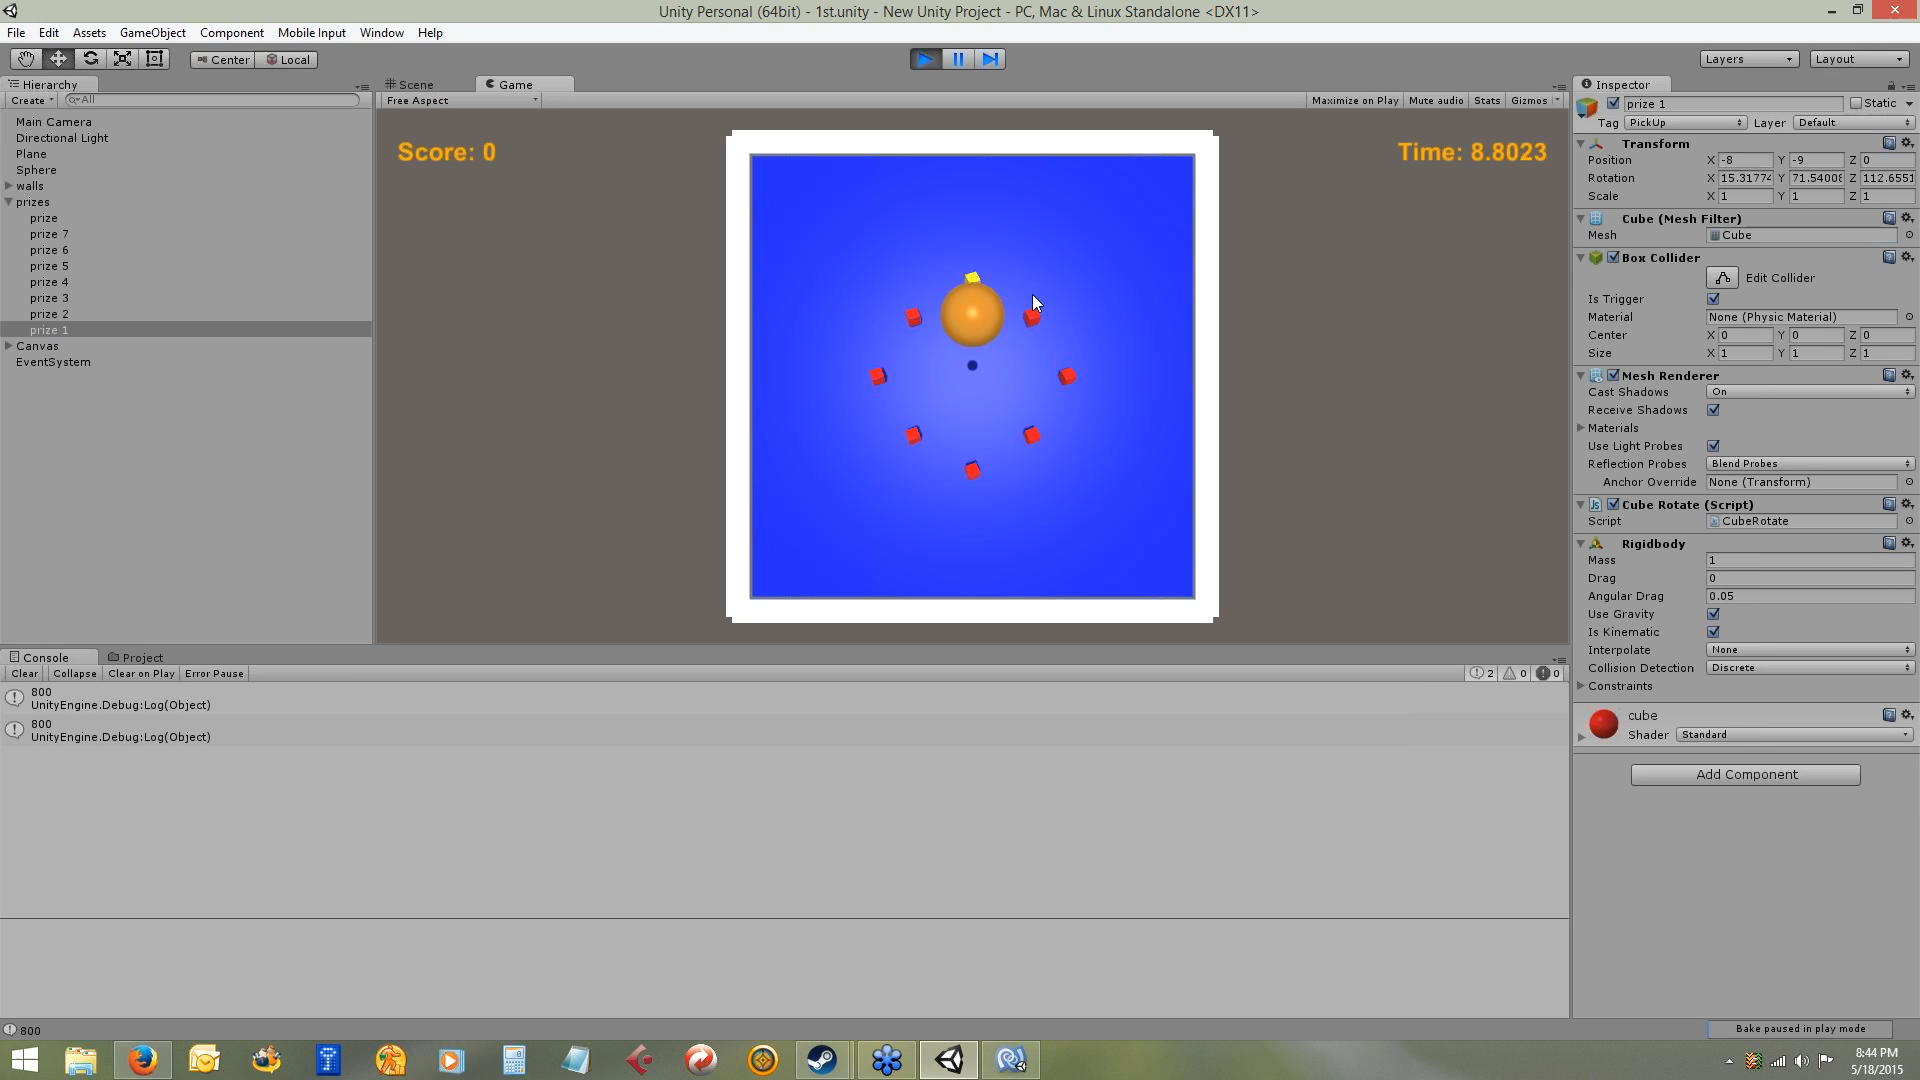 Unity Personal (64bit) - 1st.unity - New Unity Project - PC, Mac & Linux Standalone <DX11>
File Edit Assets GameObject Component Mobile Input Window Help
Center Local Layers Layout
Hierarchy
Create All
Main Camera
Directional Light
Plane
Sphere
walls
prizes
prize
prize 7
prize 6
prize 5
prize 4
prize 3
prize 2
prize 1
Canvas
EventSystem
Scene Game
Free Aspect Maximize on Play Mute audio Stats Gizmos
Score: 0 Time: 8.8023
Inspector
prize 1 Static
Tag PickUp Layer Default
Transform
Position X -8 Y -9 Z 0
Rotation X 15.31774 Y 71.54008 Z 112.6551
Scale X 1 Y 1 Z 1
Cube (Mesh Filter)
Mesh Cube
Box Collider
Edit Collider
Is Trigger
Material None (Physic Material)
Center X 0 Y 0 Z 0
Size X 1 Y 1 Z 1
Mesh Renderer
Cast Shadows On
Receive Shadows
Materials
Use Light Probes
Reflection Probes Blend Probes
Anchor Override None (Transform)
Cube Rotate (Script)
Script CubeRotate
Rigidbody
Mass 1
Drag 0
Angular Drag 0.05
Use Gravity
Is Kinematic
Interpolate None
Collision Detection Discrete
Constraints
cube
Shader Standard
Add Component
Console Project
Clear Collapse Clear on Play Error Pause 2 0 0
800
UnityEngine.Debug:Log(Object)
800
UnityEngine.Debug:Log(Object)
800
Bake paused in play mode
8:44 PM
5/18/2015